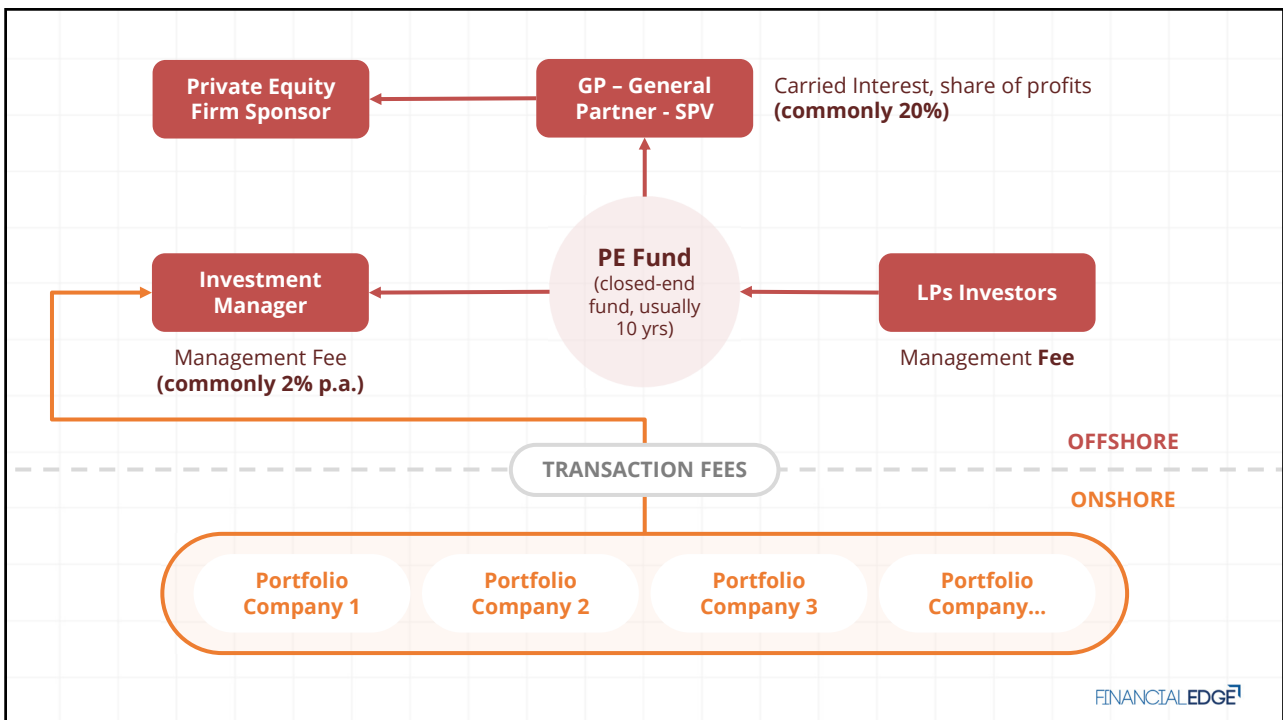 Private Equity
Firm Sponsor
GP – General
Partner - SPV
Carried Interest, share of profits
(commonly 20%)
Investment
Manager
PE Fund
(closed-end
fund, usually
10 yrs)
LPs Investors
Management Fee
(commonly 2% p.a.)
Management Fee
OFFSHORE
TRANSACTION FEES
ONSHORE
Portfolio
Company 1
Portfolio
Company 2
Portfolio
Company 3
Portfolio
Company...
FINANCIALEDGE